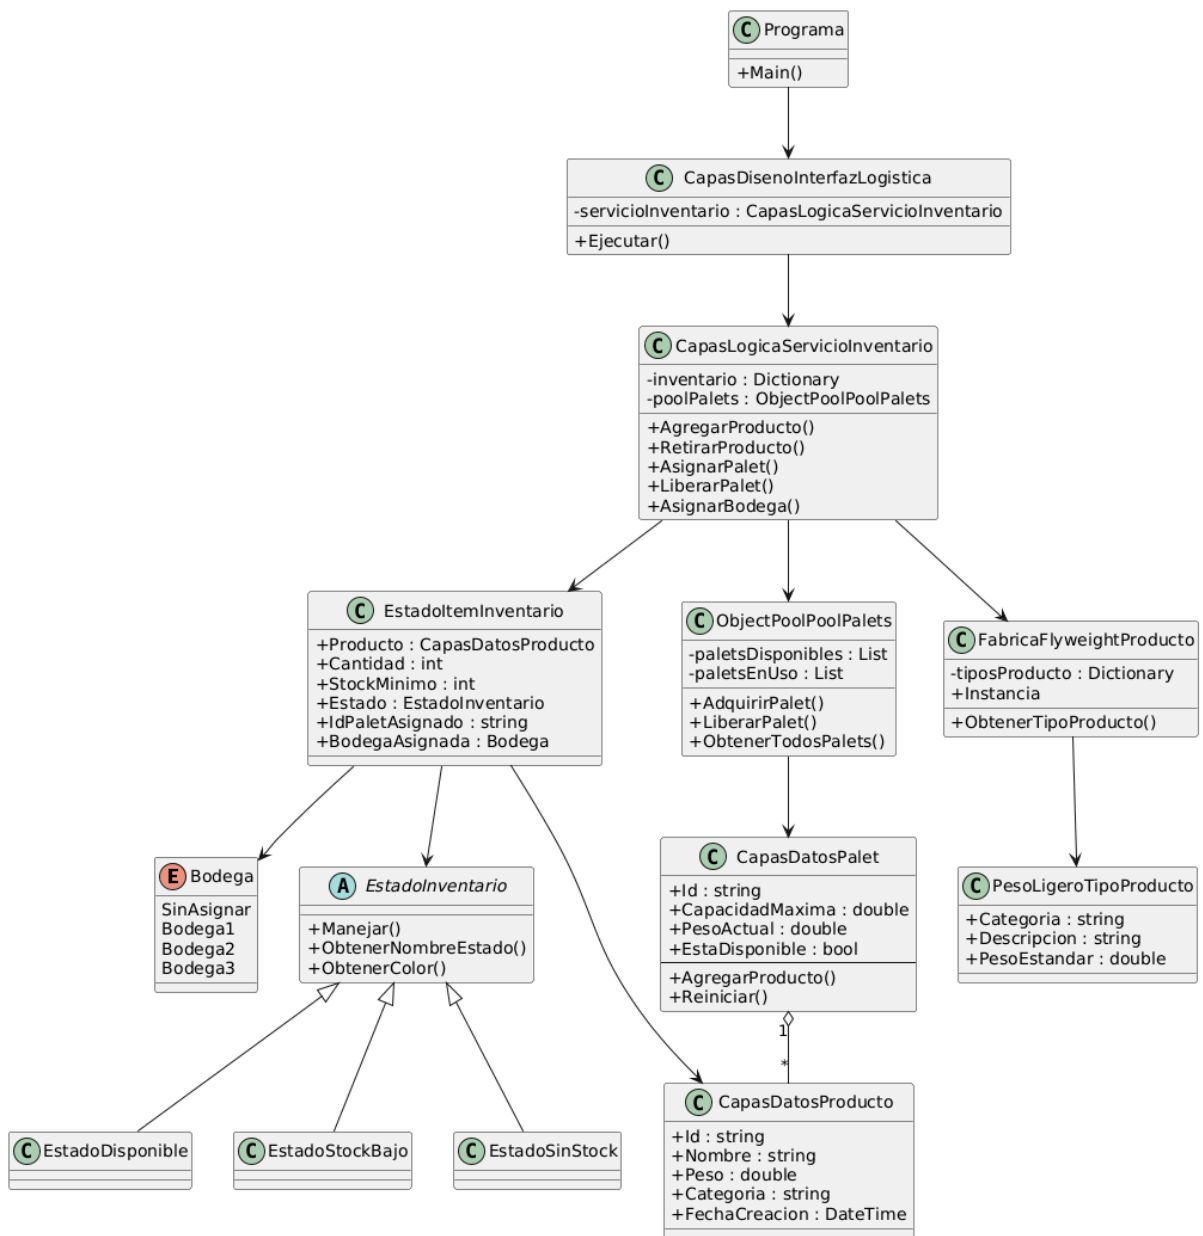 C Programa
+Main()
C CapasDisenoInterfazLogistica
-servicioInventario : CapasLogicaServicioInventario
+Ejecutar()
C CapasLogicaServicioInventario
-inventario : Dictionary
-poolPalets : ObjectPoolPoolPalets
+AgregarProducto()
+RetirarProducto()
+AsignarPalet()
+LiberarPalet()
+AsignarBodega()
C EstadoItemInventario
+Producto : CapasDatosProducto
+Cantidad : int
+StockMinimo : int
+Estado : EstadoInventario
+IdPaletAsignado : string
+BodegaAsignada : Bodega
C ObjectPoolPoolPalets
-paletsDisponibles : List
-paletsEnUso : List
+AdquirirPalet()
+LiberarPalet()
+ObtenerTodosPalets()
C FabricaFlyweightProducto
-tiposProducto : Dictionary
+Instancia
+ObtenerTipoProducto()
E Bodega
SinAsignar
Bodega1
Bodega2
Bodega3
A EstadoInventario
+Manejar()
+ObtenerNombreEstado()
+ObtenerColor()
C CapasDatosPalet
+Id : string
+CapacidadMaxima : double
+PesoActual : double
+EstaDisponible : bool
+AgregarProducto()
+Reiniciar()
C PesoLigeroTipoProducto
+Categoria : string
+Descripcion : string
+PesoEstandar : double
1
*
C EstadoDisponible
C EstadoStockBajo
C EstadoSinStock
C CapasDatosProducto
+Id : string
+Nombre : string
+Peso : double
+Categoria : string
+FechaCreacion : DateTime